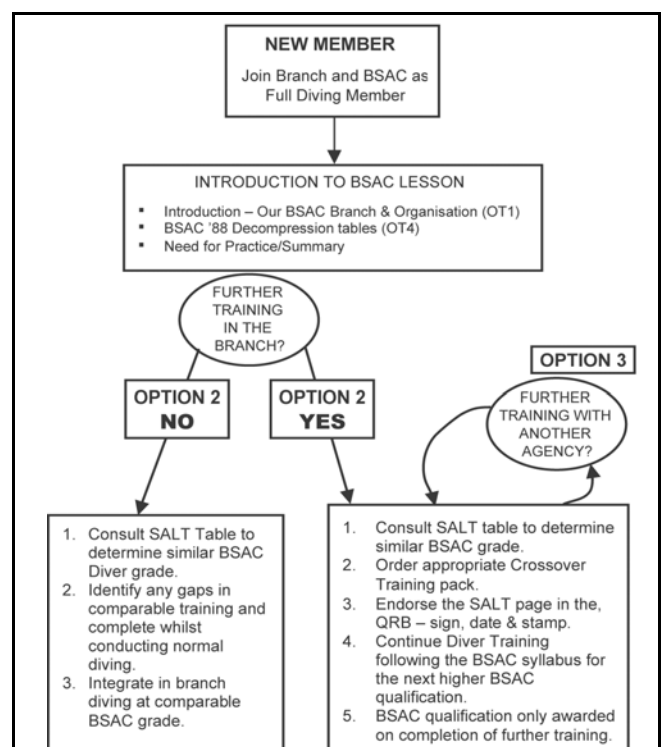 NEW MEMBER
Join Branch and BSAC as
Full Diving Member
INTRODUCTION TO BSAC LESSON
▪ Introduction – Our BSAC Branch & Organisation (OT1)
▪ BSAC '88 Decompression tables (OT4)
▪ Need for Practice/Summary
FURTHER
TRAINING
IN THE
BRANCH?
OPTION 2
NO
OPTION 2
YES
OPTION 3
FURTHER
TRAINING WITH
ANOTHER
AGENCY?
1. Consult SALT Table to
determine similar BSAC
Diver grade.
2. Identify any gaps in
comparable training and
complete whilst
conducting normal
diving.
3. Integrate in branch
diving at comparable
BSAC grade.
1. Consult SALT table to determine
similar BSAC grade.
2. Order appropriate Crossover
Training pack.
3. Endorse the SALT page in the,
QRB – sign, date & stamp.
4. Continue Diver Training
following the BSAC syllabus for
the next higher BSAC
qualification.
5. BSAC qualification only awarded
on completion of further training.